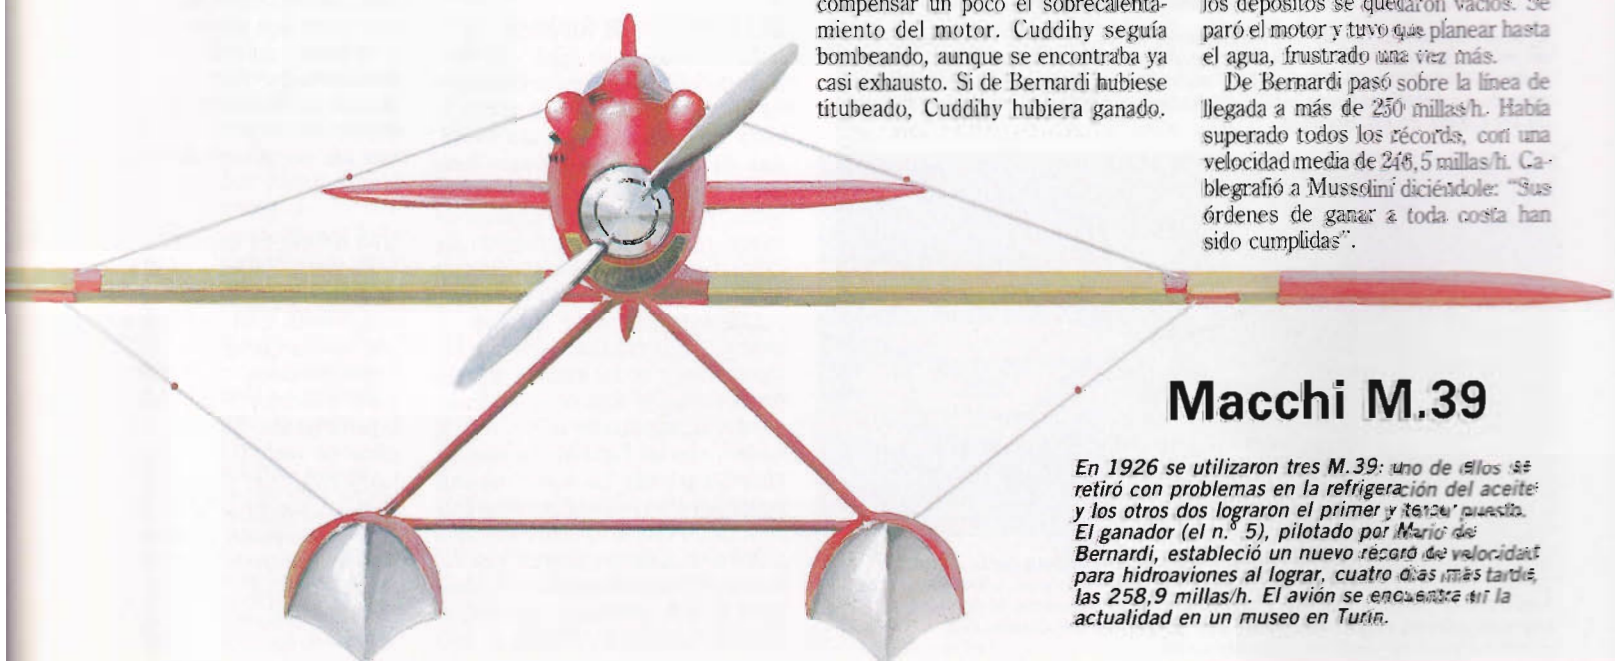 compensar un poco el sobrecalenta-
miento del motor. Cuddihy seguía
bombeando, aunque se encontraba ya
casi exhausto. Si de Bernardi hubiese
titubeado, Cuddihy hubiera ganado.
los depósitos se quedaron vacíos. Se
paró el motor y tuvo que planear hasta
el agua, frustrado una vez más.
De Bernardi pasó sobre la línea de
llegada a más de 250 millas/h. Había
superado todos los récords, con una
velocidad media de 246,5 millas/h. Ca-
blegrafió a Mussolini diciéndole: "Sus
órdenes de ganar a toda costa han
sido cumplidas".
Macchi M.39
En 1926 se utilizaron tres M.39: uno de ellos se
retiró con problemas en la refrigeración del aceite
y los otros dos lograron el primer y tercer puesto.
El ganador (el n.º 5), pilotado por Mario de
Bernardi, estableció un nuevo récord de velocidad
para hidroaviones al lograr, cuatro días más tarde,
las 258,9 millas/h. El avión se encuentra en la
actualidad en un museo en Turín.